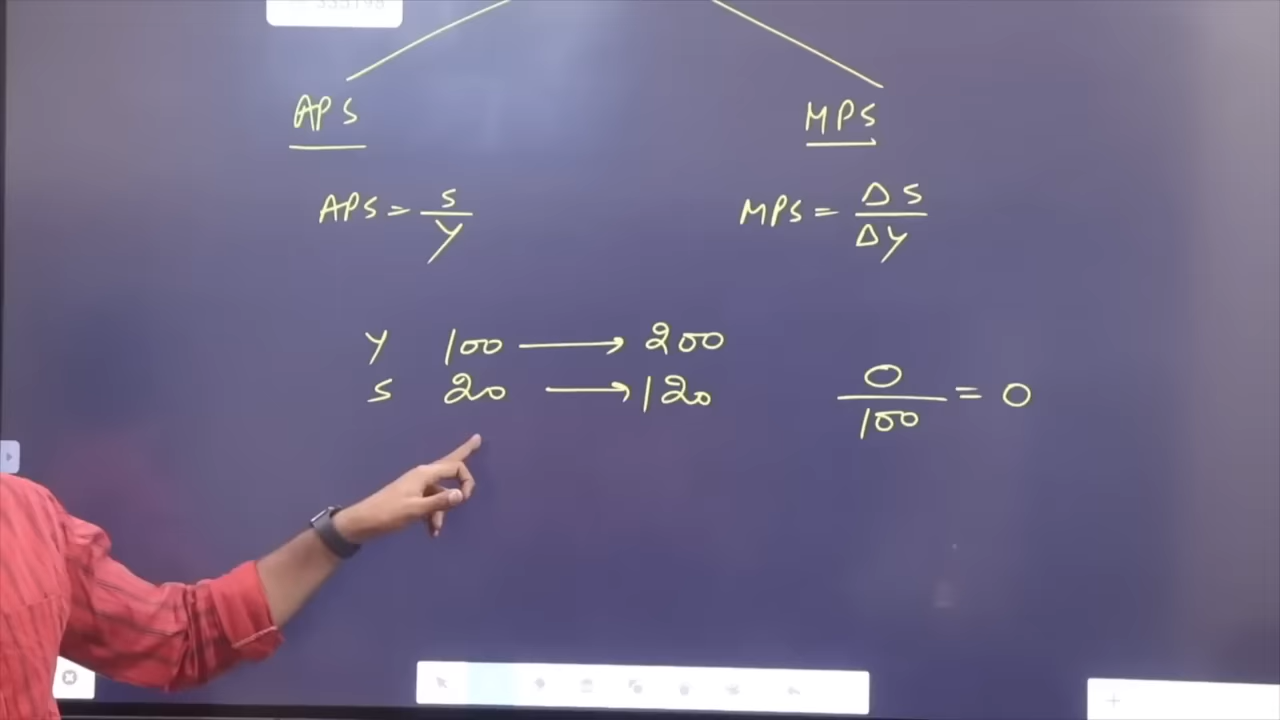 APS
MPS
APS = S/Y
MPS = ΔS/ΔY
Y 100 → 200
S 20 → 120
0/100 = 0